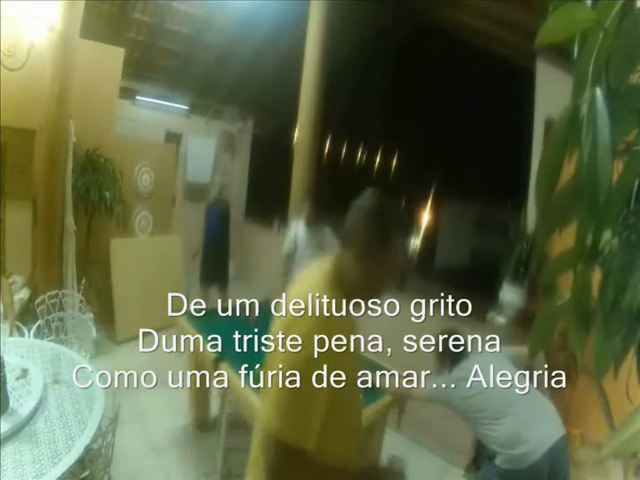 De um delituoso grito
Duma triste pena, serena
Como uma fúria de amar... Alegria